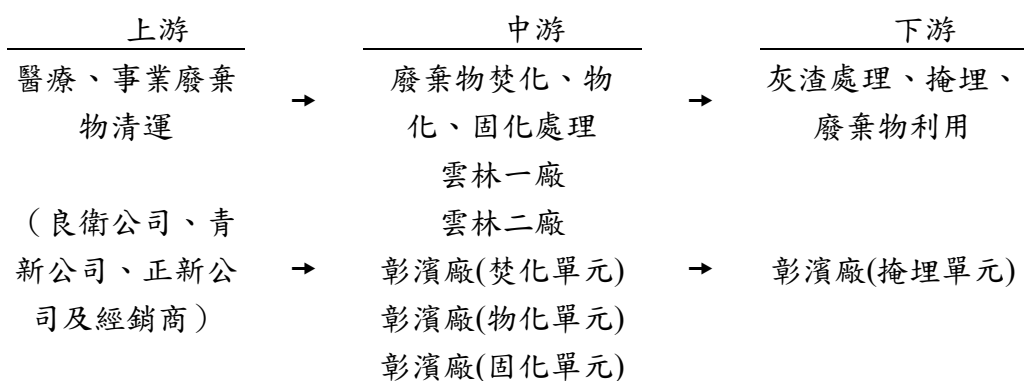 上游
醫療、事業廢棄
物清運
（良衛公司、青
新公司、正新公
司及經銷商）
→
→
中游
廢棄物焚化、物
化、固化處理
雲林一廠
雲林二廠
彰濱廠(焚化單元)
彰濱廠(物化單元)
彰濱廠(固化單元)
→
→
下游
灰渣處理、掩埋、
廢棄物利用
彰濱廠(掩埋單元)